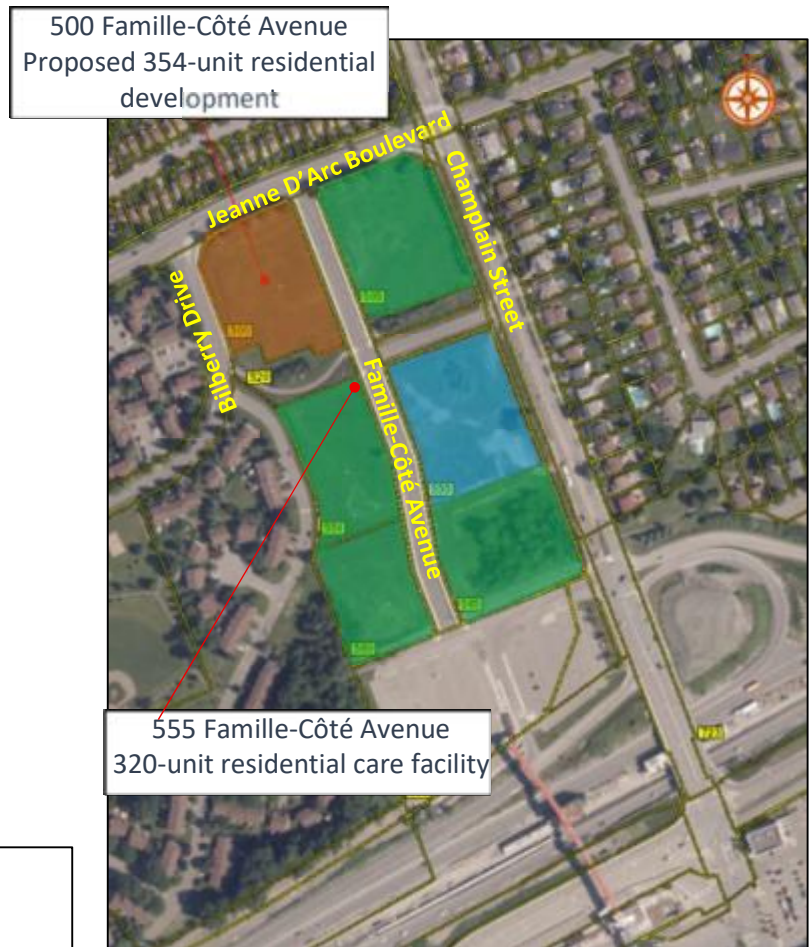 500 Famille-Côté Avenue
Proposed 354-unit residential
development
Jeanne D'Arc Boulevard
Champlain Street
Bilberry Drive
Famille-Côté Avenue
555 Famille-Côté Avenue
320-unit residential care facility